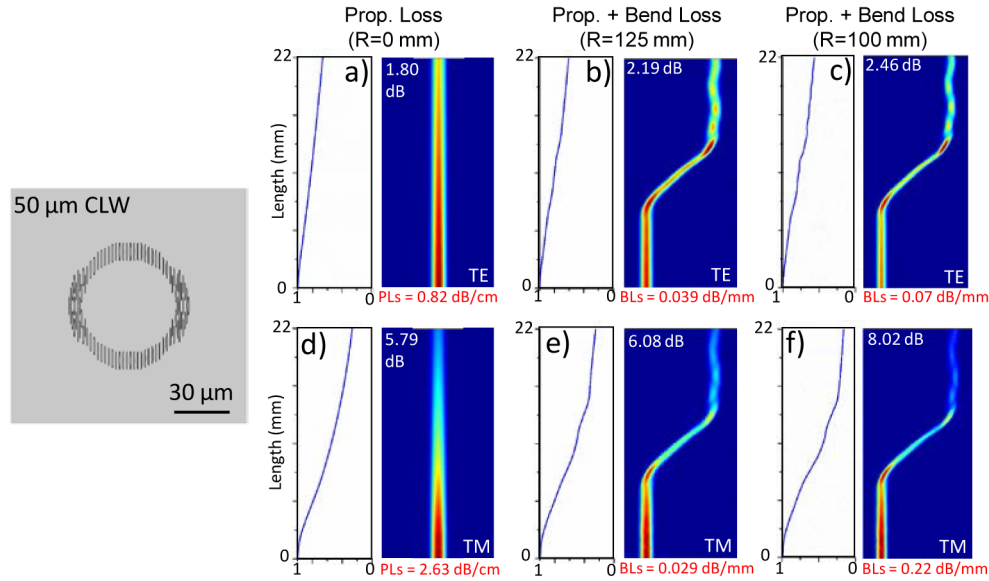 Prop. Loss
(R=0 mm)
Prop. + Bend Loss
(R=125 mm)
Prop. + Bend Loss
(R=100 mm)
50 µm CLW
30 µm
22
a)
1.80
dB
Length (mm)
TE
0
1
0
PLs = 0.82 dB/cm
22
b)
2.19 dB
TE
0
1
0
BLs = 0.039 dB/mm
22
c)
2.46 dB
TE
0
1
0
BLs = 0.07 dB/mm
22
d)
5.79
dB
Length (mm)
TM
0
1
0
PLs = 2.63 dB/cm
22
e)
6.08 dB
TM
0
1
0
BLs = 0.029 dB/mm
22
f)
8.02 dB
TM
0
1
0
BLs = 0.22 dB/mm